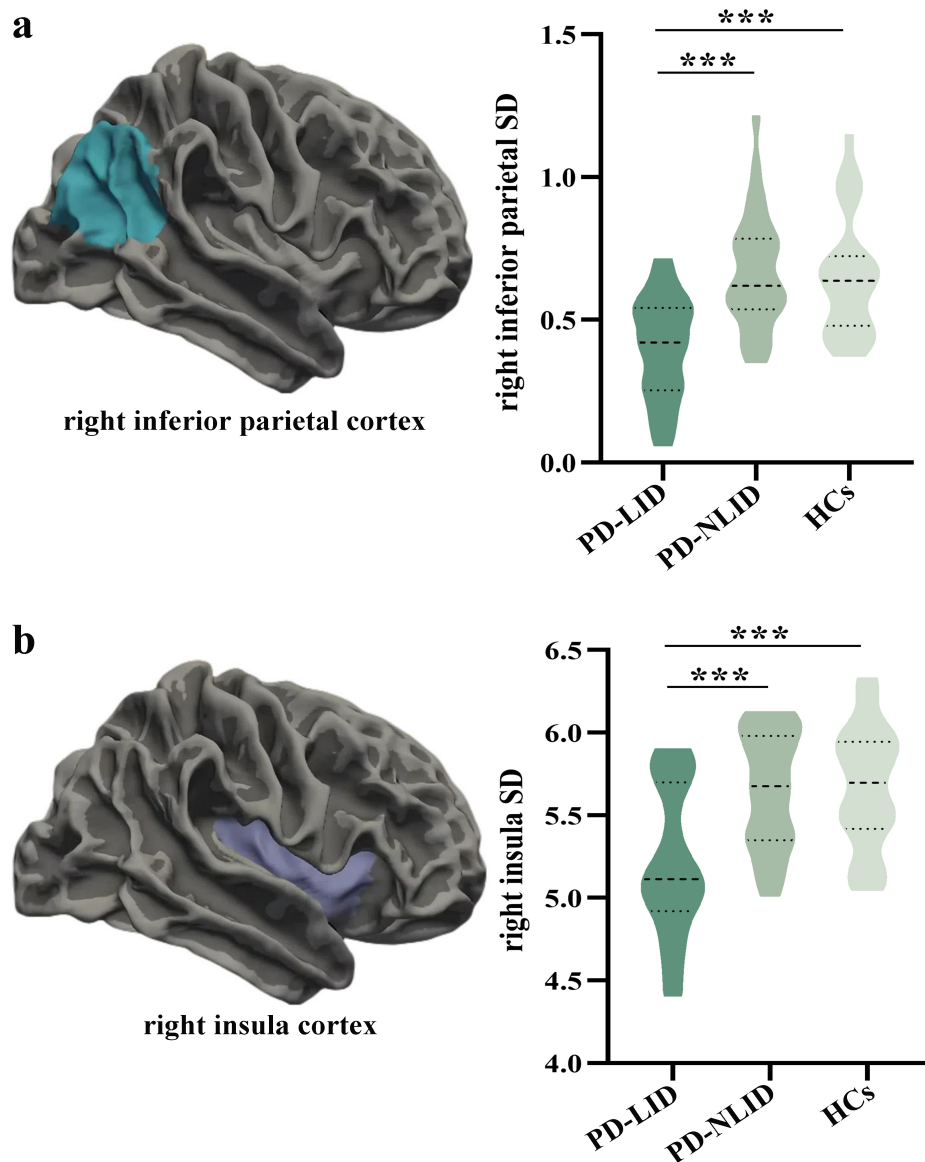 a
right inferior parietal cortex
right inferior parietal SD
1.5
1.0
0.5
0.0
***
***
PD-LID
PD-NLID
HCs
b
right insula cortex
right insula SD
6.5
6.0
5.5
5.0
4.5
4.0
***
***
PD-LID
PD-NLID
HCs